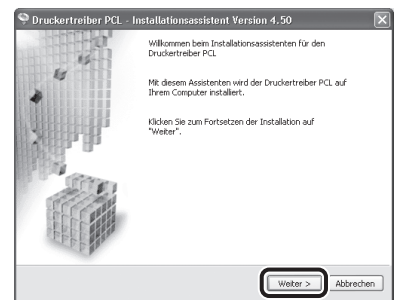 Druckertreiber PCL - Installationsassistent Version 4.50
Willkommen beim Installationsassistenten für den
Druckertreiber PCL
Mit diesem Assistenten wird der Druckertreiber PCL auf
Ihrem Computer installiert.
Klicken Sie zum Fortsetzen der Installation auf
"Weiter".
Weiter > Abbrechen